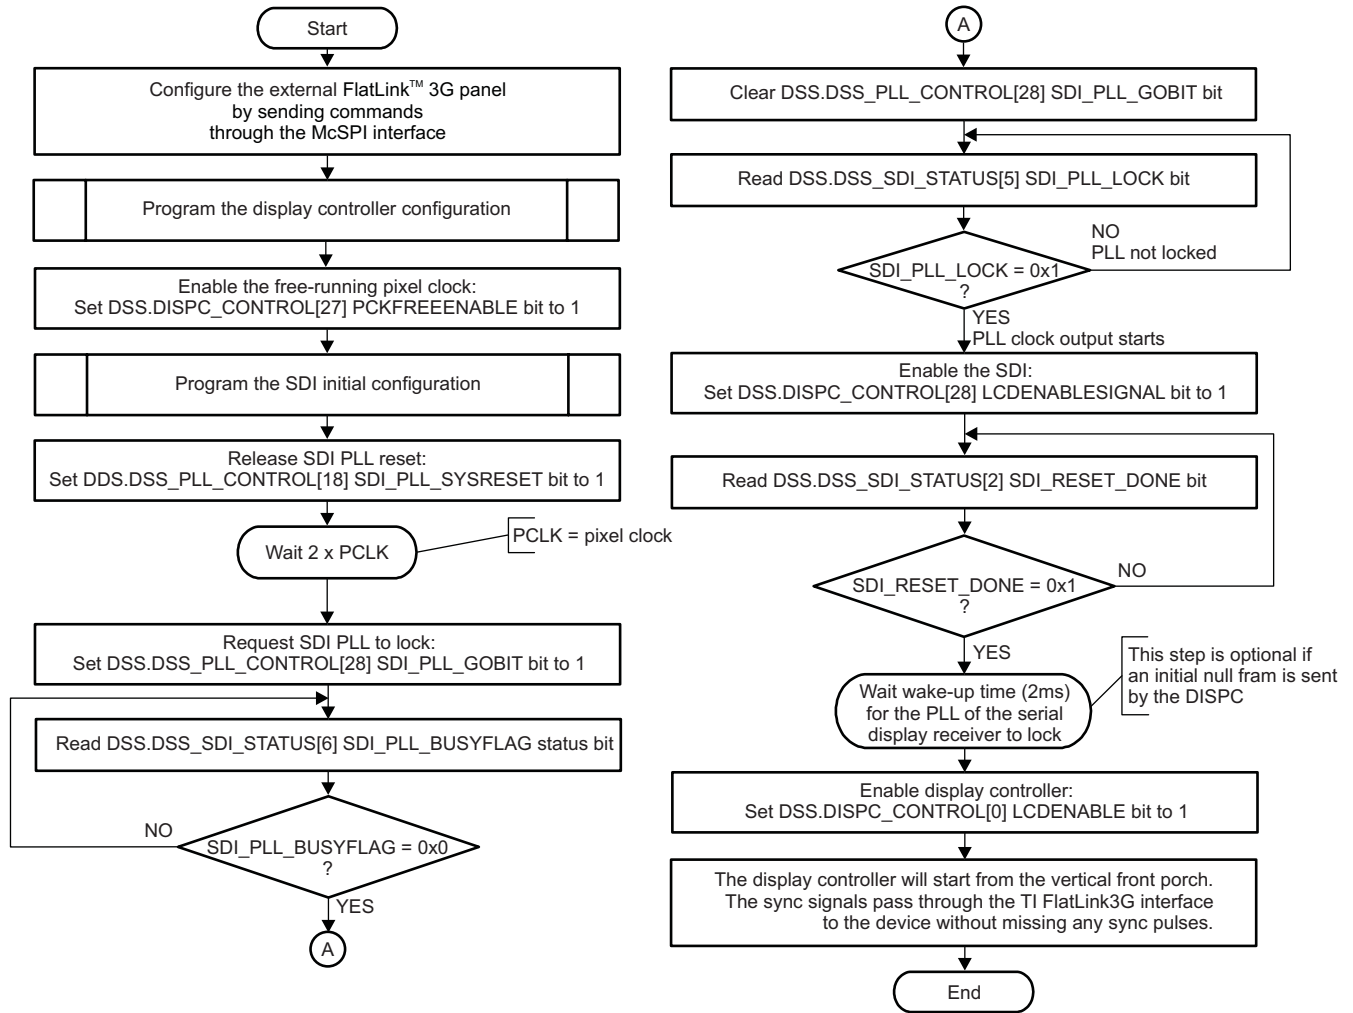 Start
Configure the external FlatLink™ 3G panel
by sending commands
through the McSPI interface
Program the display controller configuration
Enable the free-running pixel clock:
Set DSS.DISPC_CONTROL[27] PCKFREEENABLE bit to 1
Program the SDI initial configuration
Release SDI PLL reset:
Set DDS.DSS_PLL_CONTROL[18] SDI_PLL_SYSRESET bit to 1
Wait 2 x PCLK
PCLK = pixel clock
Request SDI PLL to lock:
Set DSS.DSS_PLL_CONTROL[28] SDI_PLL_GOBIT bit to 1
Read DSS.DSS_SDI_STATUS[6] SDI_PLL_BUSYFLAG status bit
NO
SDI_PLL_BUSYFLAG = 0x0
?
YES
A
A
Clear DSS.DSS_PLL_CONTROL[28] SDI_PLL_GOBIT bit
Read DSS.DSS_SDI_STATUS[5] SDI_PLL_LOCK bit
NO
PLL not locked
SDI_PLL_LOCK = 0x1
?
YES
PLL clock output starts
Enable the SDI:
Set DSS.DISPC_CONTROL[28] LCDENABLESIGNAL bit to 1
Read DSS.DSS_SDI_STATUS[2] SDI_RESET_DONE bit
NO
SDI_RESET_DONE = 0x1
?
YES
Wait wake-up time (2ms)
for the PLL of the serial
display receiver to lock
This step is optional if
an initial null fram is sent
by the DISPC
Enable display controller:
Set DSS.DISPC_CONTROL[0] LCDENABLE bit to 1
The display controller will start from the vertical front porch.
The sync signals pass through the TI FlatLink3G interface
to the device without missing any sync pulses.
End